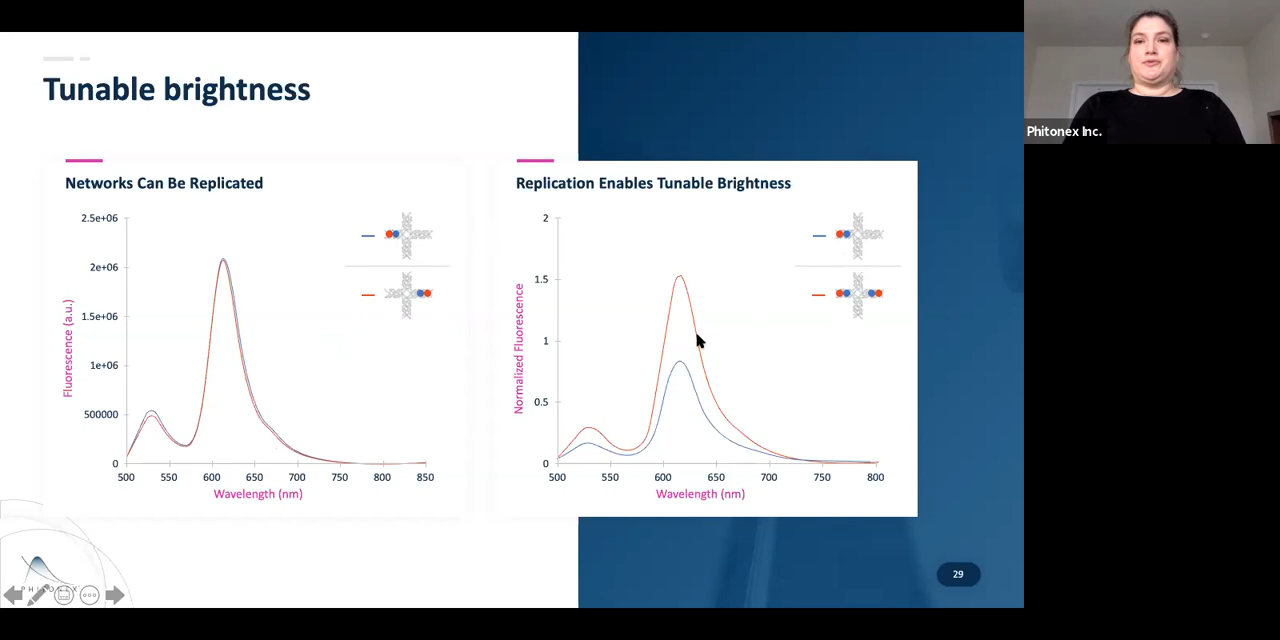 Tunable brightness
Phitonex Inc.
Networks Can Be Replicated
2.5e+06
2e+06
1.5e+06
1e+06
500000
0
500 550 600 650 700 750 800 850
Fluorescence (a.u.)
Wavelength (nm)
Replication Enables Tunable Brightness
2
1.5
1
0.5
0
500 550 600 650 700 750 800
Normalized Fluorescence
Wavelength (nm)
29